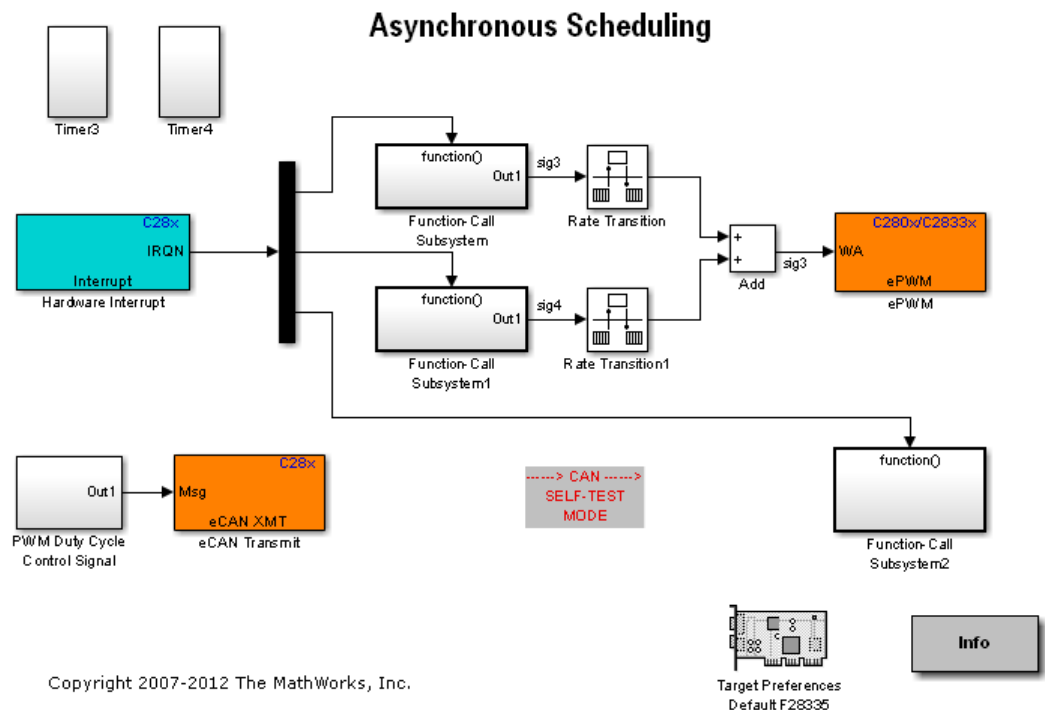 Asynchronous Scheduling
Timer3
Timer4
function()
Out1
sig3
Function-Call
Subsystem
Rate Transition
C28x
IRQN
Interrupt
Hardware Interrupt
+
+
Add
sig3
C280x/C2833x
WA
ePWM
ePWM
function()
Out1
sig4
Function-Call
Subsystem1
Rate Transition1
Out1
PWM Duty Cycle
Control Signal
C28x
Msg
eCAN XMT
eCAN Transmit
------> CAN ------>
SELF-TEST
MODE
function()
Function-Call
Subsystem2
Target Preferences
Default F28335
Info
Copyright 2007-2012 The MathWorks, Inc.